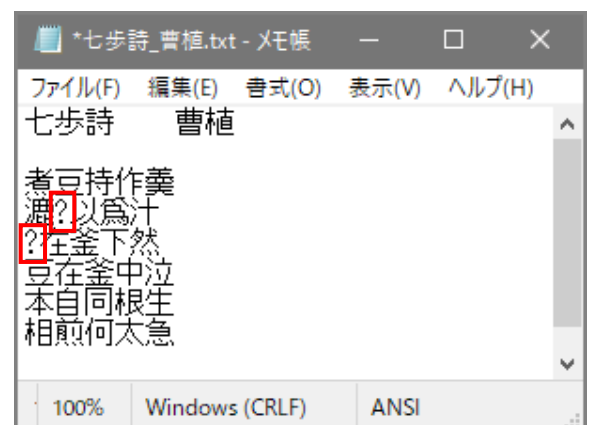 *七歩詩_曹植.txt - メモ帳
ファイル(F) 編集(E) 書式(O) 表示(V) ヘルプ(H)
七歩詩　　曹植
煮豆持作羹
漉?以爲汁
?在釜下然
豆在釜中泣
本自同根生
相煎何太急
100% Windows (CRLF) ANSI